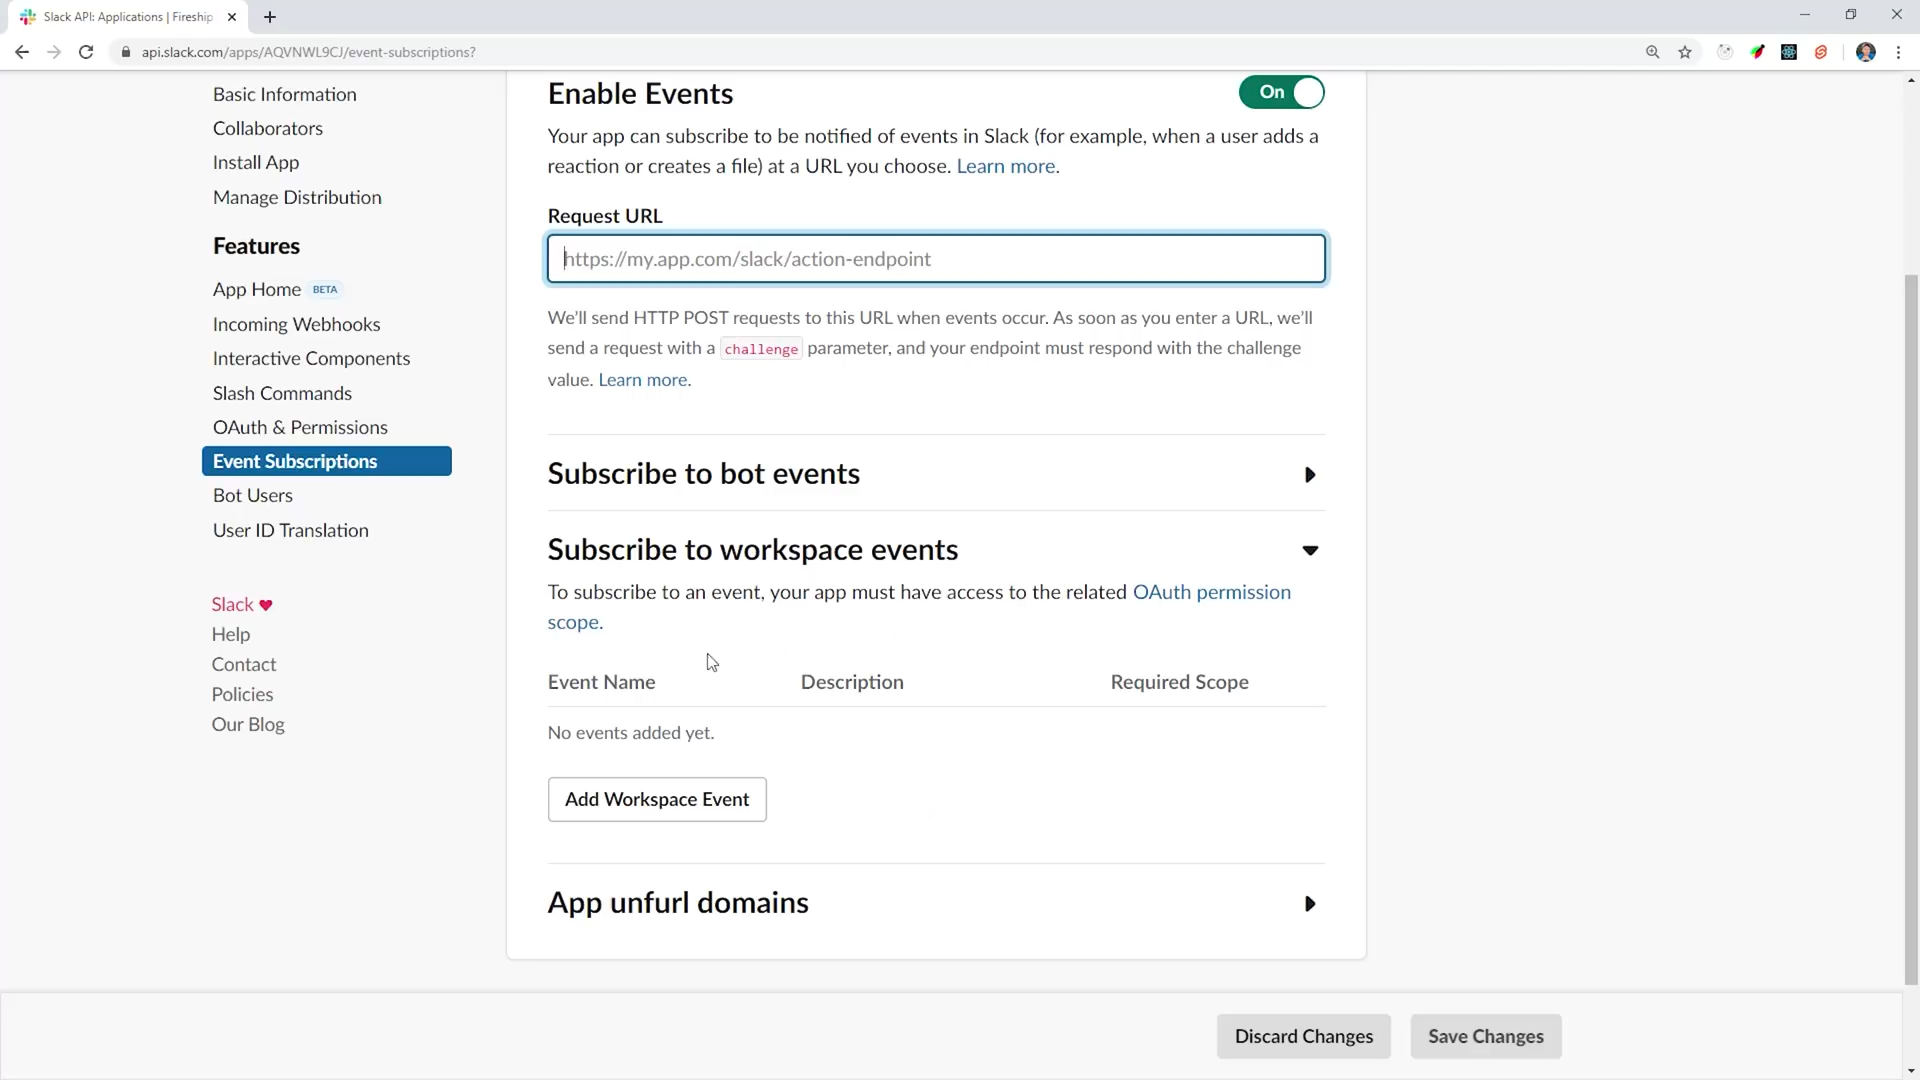 Slack API: Applications | Fireship
api.slack.com/apps/AQVNWL9CJ/event-subscriptions?
Basic Information
Collaborators
Install App
Manage Distribution
Features
App Home BETA
Incoming Webhooks
Interactive Components
Slash Commands
OAuth & Permissions
Event Subscriptions
Bot Users
User ID Translation
Slack
Help
Contact
Policies
Our Blog
Enable Events
On
Your app can subscribe to be notified of events in Slack (for example, when a user adds a
reaction or creates a file) at a URL you choose. Learn more.
Request URL
https://my.app.com/slack/action-endpoint
We'll send HTTP POST requests to this URL when events occur. As soon as you enter a URL, we'll
send a request with a challenge parameter, and your endpoint must respond with the challenge
value. Learn more.
Subscribe to bot events
Subscribe to workspace events
To subscribe to an event, your app must have access to the related OAuth permission
scope.
Event Name Description Required Scope
No events added yet.
Add Workspace Event
App unfurl domains
Discard Changes Save Changes